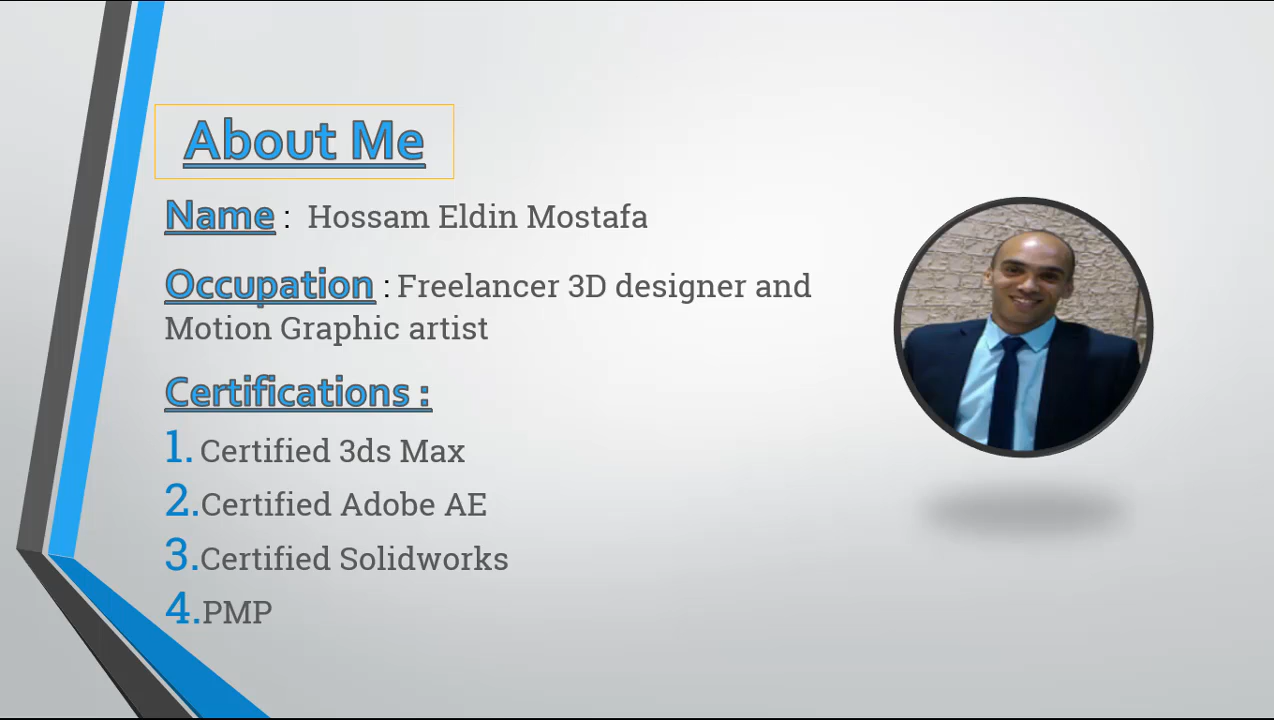 About Me
Name : Hossam Eldin Mostafa
Occupation : Freelancer 3D designer and
Motion Graphic artist
Certifications :
1. Certified 3ds Max
2.Certified Adobe AE
3.Certified Solidworks
4.PMP